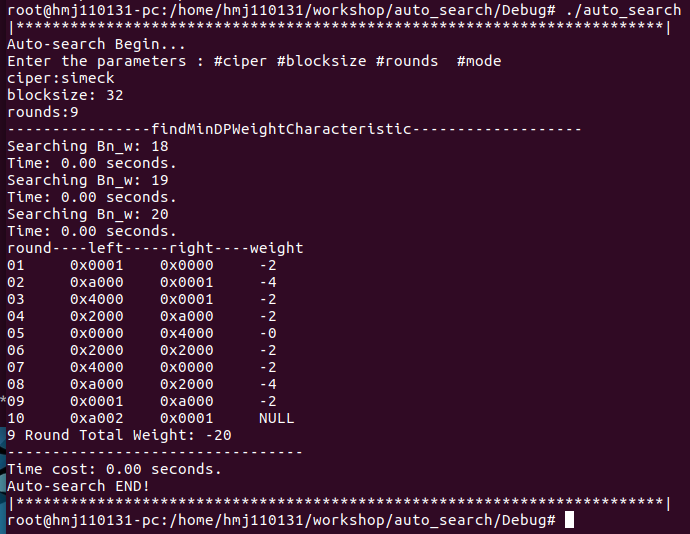 root@hmj110131-pc:/home/hmj110131/workshop/auto_search/Debug# ./auto_search
|************************************************************************|
Auto-search Begin...
Enter the parameters : #ciper #blocksize #rounds  #mode
ciper:simeck
blocksize: 32
rounds:9
----------------findMinDPWeightCharacteristic-------------------
Searching Bn_w: 18
Time: 0.00 seconds.
Searching Bn_w: 19
Time: 0.00 seconds.
Searching Bn_w: 20
Time: 0.00 seconds.
round----left-----right----weight
01     0x0001    0x0000     -2
02     0xa000    0x0001     -4
03     0x4000    0x0001     -2
04     0x2000    0xa000     -2
05     0x0000    0x4000     -0
06     0x2000    0x2000     -2
07     0x4000    0x0000     -2
08     0xa000    0x2000     -4
*09     0x0001    0xa000     -2
10     0xa002    0x0001     NULL
9 Round Total Weight: -20
---------------------------------
Time cost: 0.00 seconds.
Auto-search END!
|************************************************************************|
root@hmj110131-pc:/home/hmj110131/workshop/auto_search/Debug#